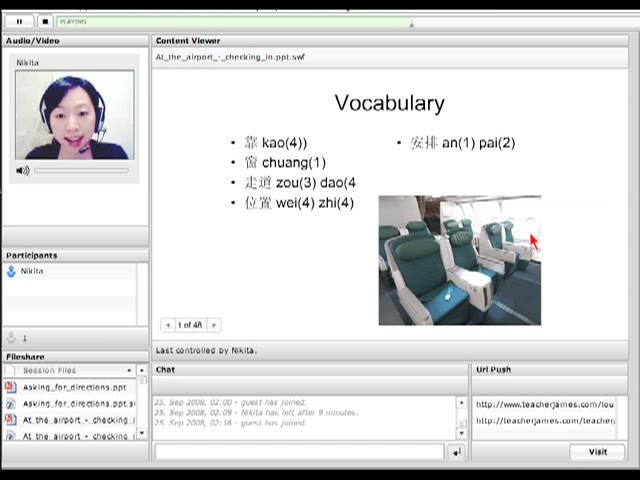 PLAYING
Audio/Video
Nikita
Content Viewer
At_the_airport_-_checking_in.ppt.swf
Vocabulary
• 靠 kao(4))
• 窗 chuang(1)
• 走道 zou(3) dao(4
• 位置 wei(4) zhi(4)
• 安排 an(1) pai(2)
1 of 48
Last controlled by Nikita.
Participants
Nikita
1
Fileshare
Session Files
Asking_for_directions.ppt
Asking_for_directions.ppt.s
At_the_airport_-_checking_i
At_the_airport_-_checking_i
Chat
25. Sep 2008, 02:00 - guest has joined.
25. Sep 2008, 02:09 - Nikita has left after 9 minutes.
25. Sep 2008, 02:16 - guest has joined.
Url Push
http://www.teacherjames.com/lou
http://teacherjames.com/teacher,
Visit